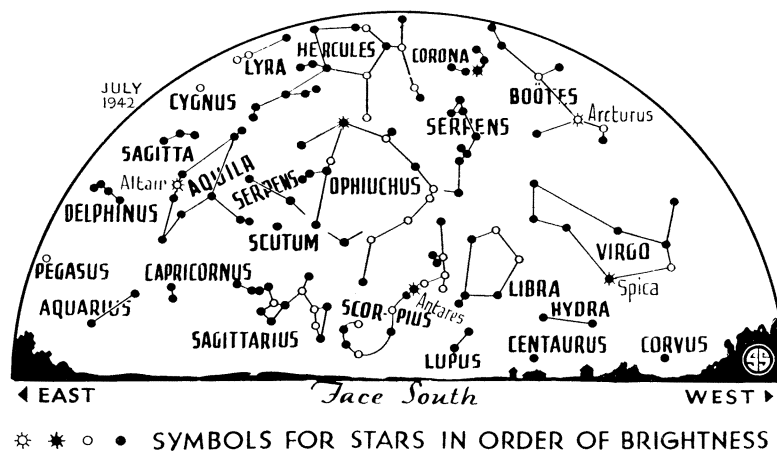 HERCULES
CORONA
LYRA
BOÖTES
JULY
1942
CYGNUS
Arcturus
SERPENS
SAGITTA
Altair
AQUILA
SERPENS
OPHIUCHUS
DELPHINUS
SCUTUM
VIRGO
PEGASUS
CAPRICORNUS
AQUARIUS
SCORPIUS
Antares
LIBRA
Spica
HYDRA
SAGITTARIUS
LUPUS
CENTAURUS
CORVUS
EAST
Face South
WEST
SYMBOLS FOR STARS IN ORDER OF BRIGHTNESS